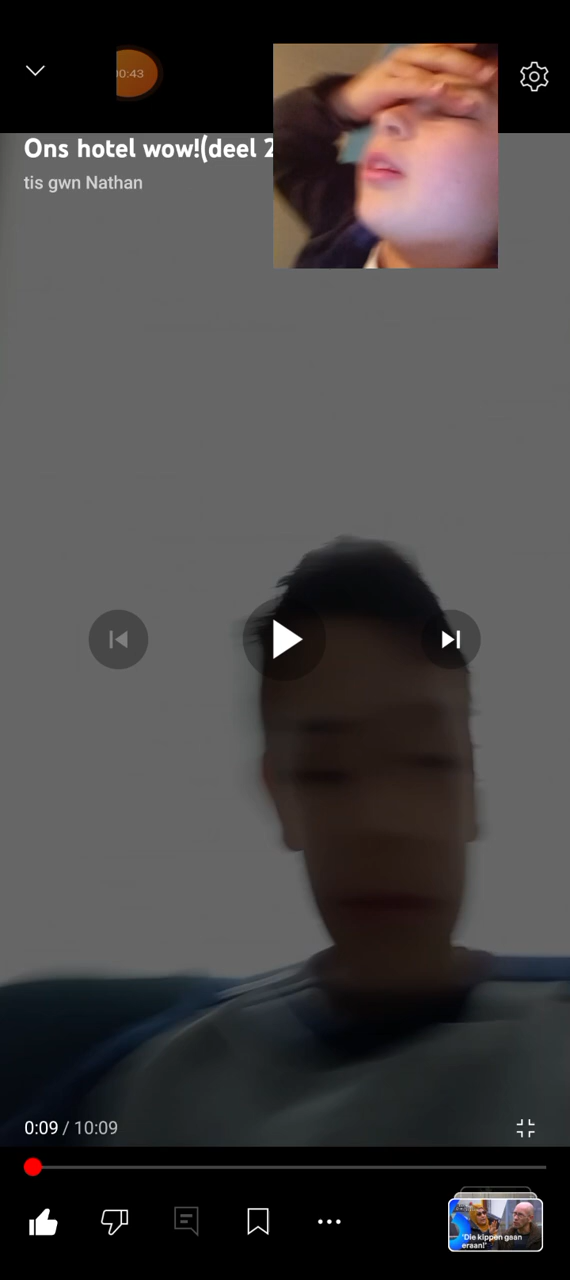 0:43
Ons hotel wow!(deel 2
tis gwn Nathan
0:09 / 10:09
"Die kippen gaan
eraan!"